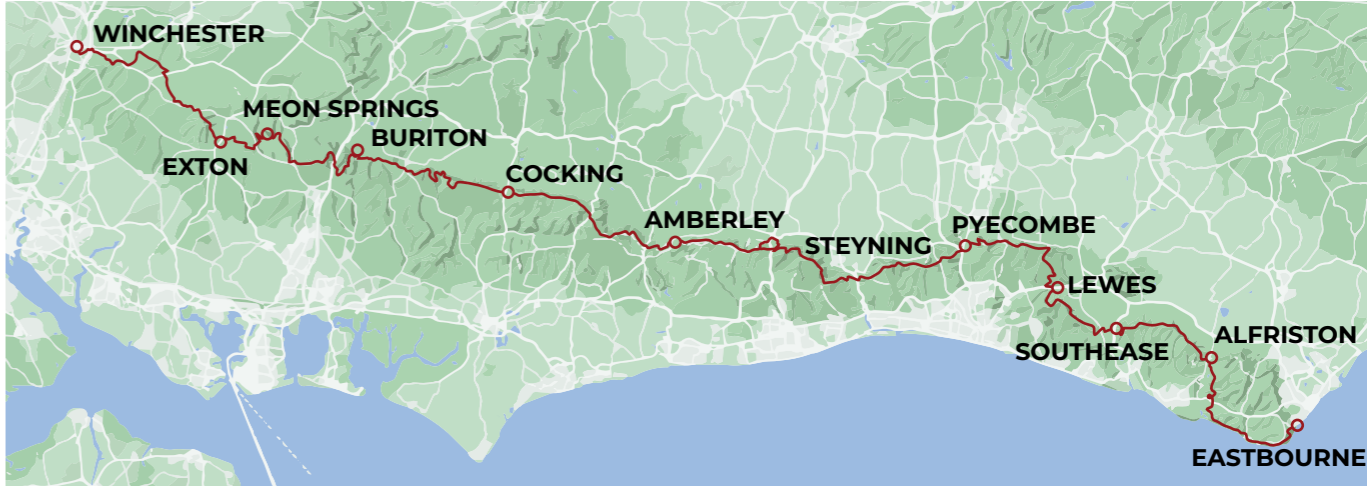 WINCHESTER
MEON SPRINGS
EXTON
BURITON
COCKING
AMBERLEY
STEYNING
PYECOMBE
LEWES
SOUTHEASE
ALFRISTON
EASTBOURNE